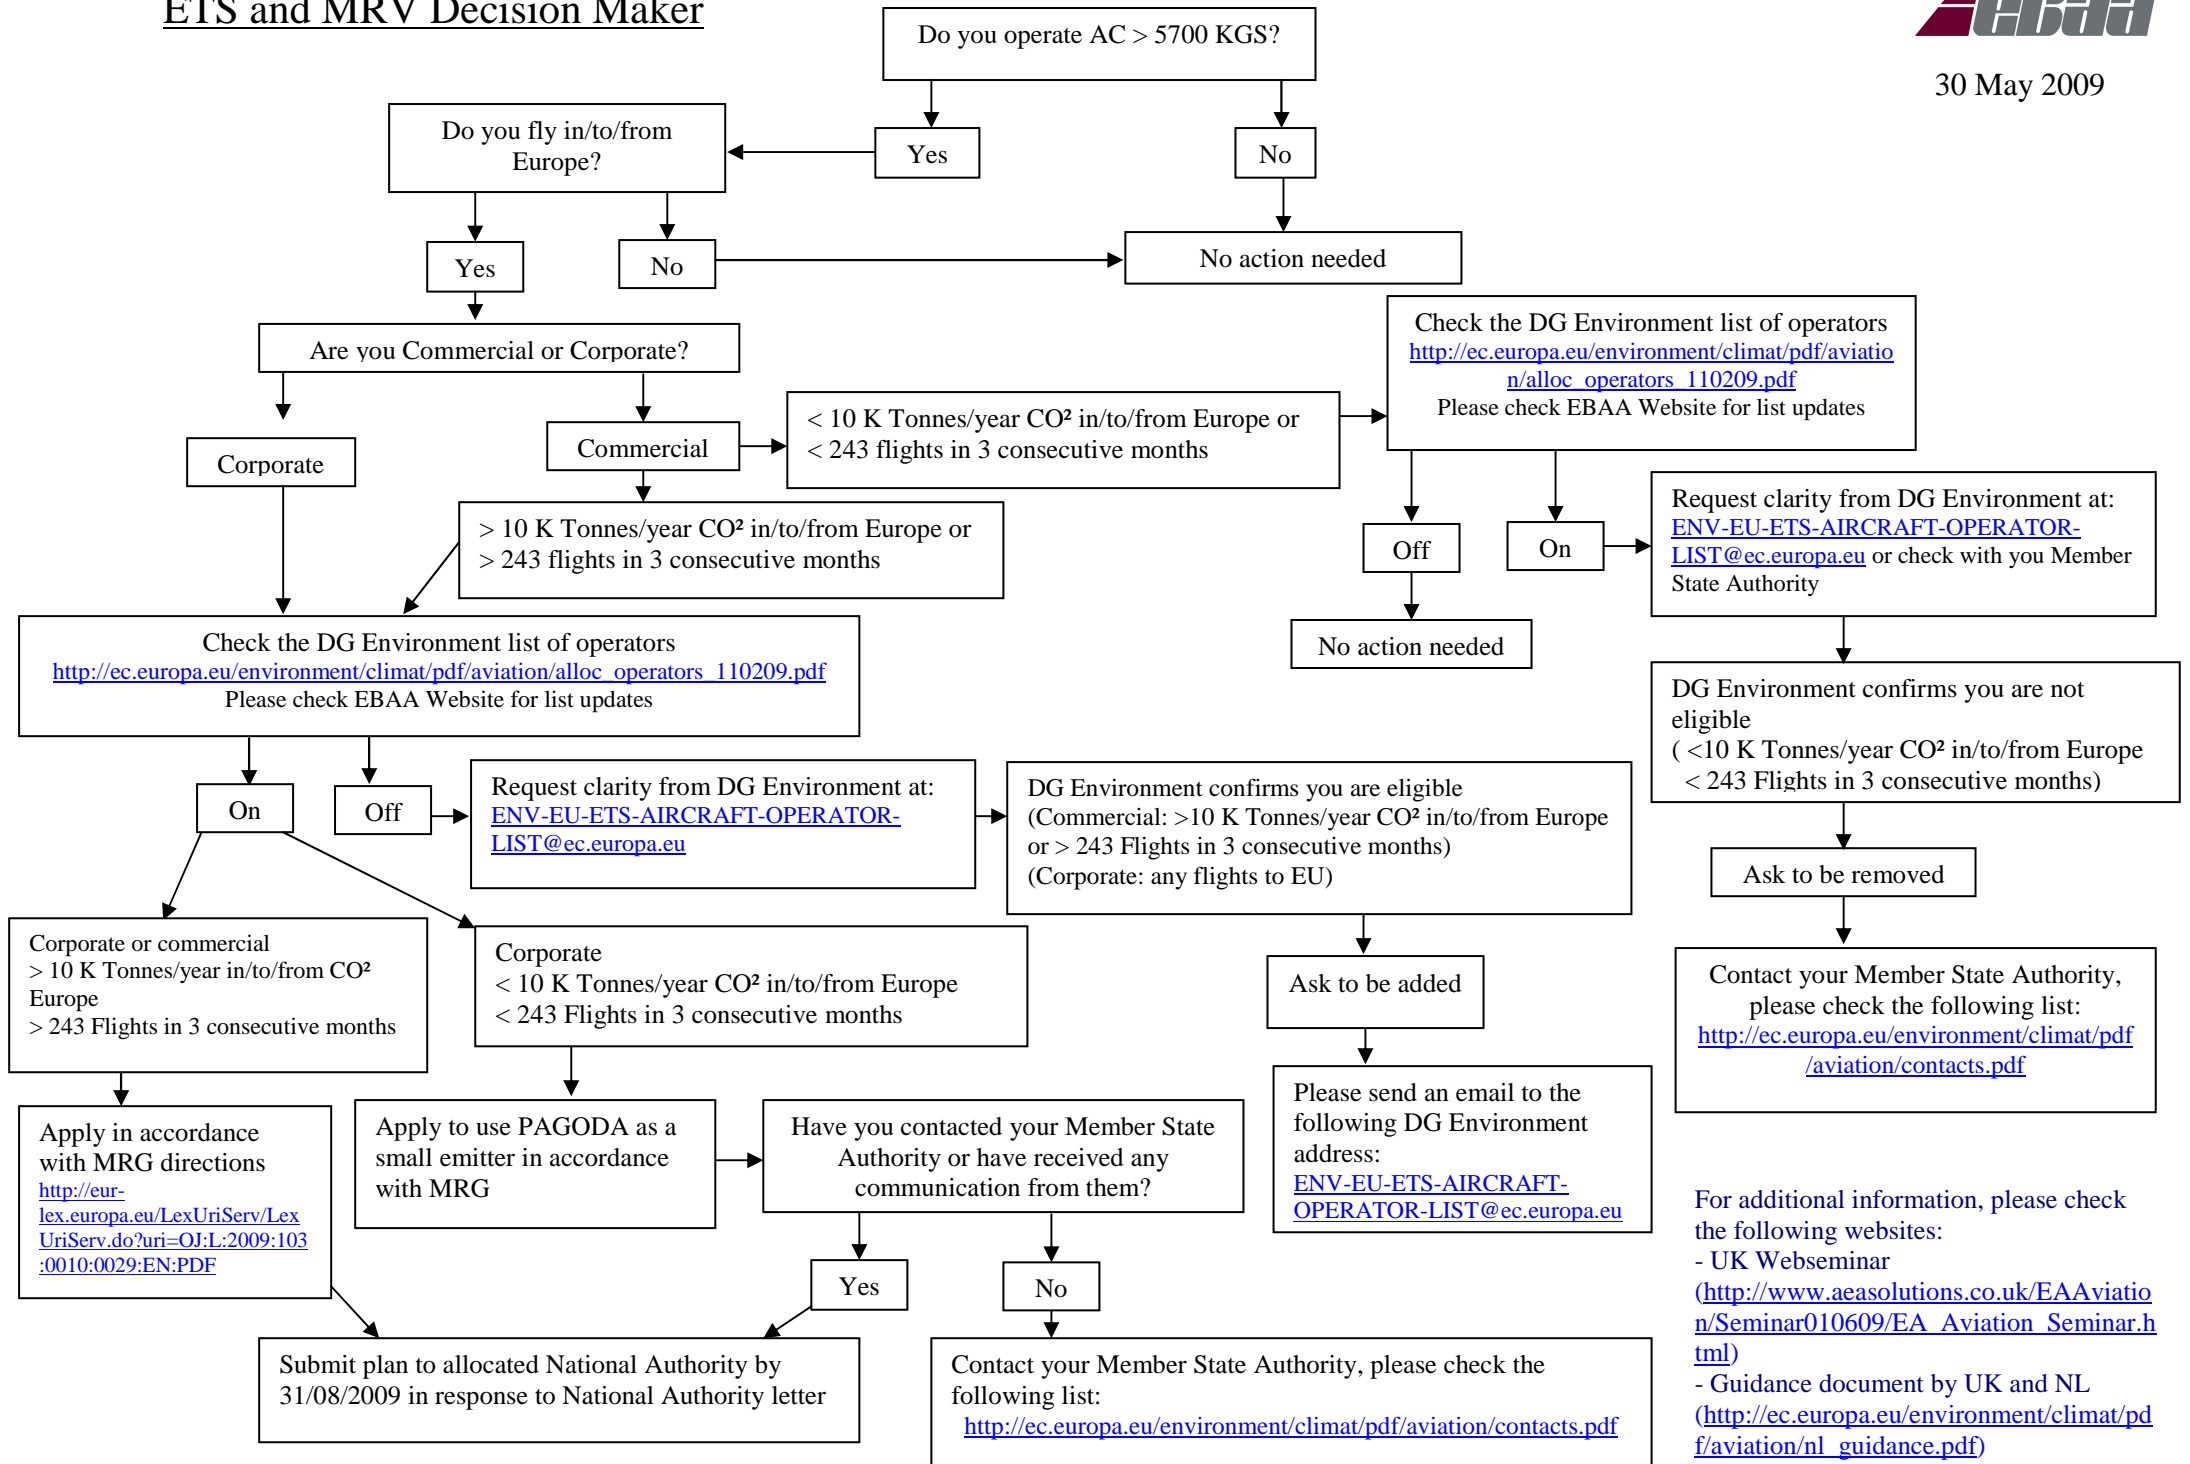 ETS and MRV Decision Maker
ebaa
30 May 2009
Do you operate AC > 5700 KGS?
Do you fly in/to/from
Europe?
Yes
No
Yes
No
No action needed
Are you Commercial or Corporate?
Corporate
Commercial
< 10 K Tonnes/year CO² in/to/from Europe or
< 243 flights in 3 consecutive months
Check the DG Environment list of operators
http://ec.europa.eu/environment/climat/pdf/aviatio
n/alloc_operators_110209.pdf
Please check EBAA Website for list updates
> 10 K Tonnes/year CO² in/to/from Europe or
> 243 flights in 3 consecutive months
Off
On
Request clarity from DG Environment at:
ENV-EU-ETS-AIRCRAFT-OPERATOR-
LIST@ec.europa.eu or check with you Member
State Authority
No action needed
Check the DG Environment list of operators
http://ec.europa.eu/environment/climat/pdf/aviation/alloc_operators_110209.pdf
Please check EBAA Website for list updates
DG Environment confirms you are not
eligible
( <10 K Tonnes/year CO² in/to/from Europe
< 243 Flights in 3 consecutive months)
On
Off
Request clarity from DG Environment at:
ENV-EU-ETS-AIRCRAFT-OPERATOR-
LIST@ec.europa.eu
DG Environment confirms you are eligible
(Commercial: >10 K Tonnes/year CO² in/to/from Europe
or > 243 Flights in 3 consecutive months)
(Corporate: any flights to EU)
Ask to be removed
Corporate or commercial
> 10 K Tonnes/year in/to/from CO²
Europe
> 243 Flights in 3 consecutive months
Corporate
< 10 K Tonnes/year CO² in/to/from Europe
< 243 Flights in 3 consecutive months
Ask to be added
Contact your Member State Authority,
please check the following list:
http://ec.europa.eu/environment/climat/pdf
/aviation/contacts.pdf
Apply in accordance
with MRG directions
http://eur-
lex.europa.eu/LexUriServ/Lex
UriServ.do?uri=OJ:L:2009:103
:0010:0029:EN:PDF
Apply to use PAGODA as a
small emitter in accordance
with MRG
Have you contacted your Member State
Authority or have received any
communication from them?
Please send an email to the
following DG Environment
address:
ENV-EU-ETS-AIRCRAFT-
OPERATOR-LIST@ec.europa.eu
Yes
No
Submit plan to allocated National Authority by
31/08/2009 in response to National Authority letter
Contact your Member State Authority, please check the
following list:
http://ec.europa.eu/environment/climat/pdf/aviation/contacts.pdf
For additional information, please check
the following websites:
- UK Webseminar
(http://www.aeasolutions.co.uk/EAAviatio
n/Seminar010609/EA_Aviation_Seminar.h
tml)
- Guidance document by UK and NL
(http://ec.europa.eu/environment/climat/pd
f/aviation/nl_guidance.pdf)